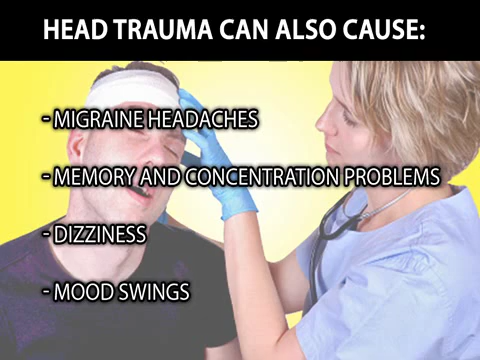 HEAD TRAUMA CAN ALSO CAUSE:
- MIGRAINE HEADACHES
- MEMORY AND CONCENTRATION PROBLEMS
- DIZZINESS
- MOOD SWINGS